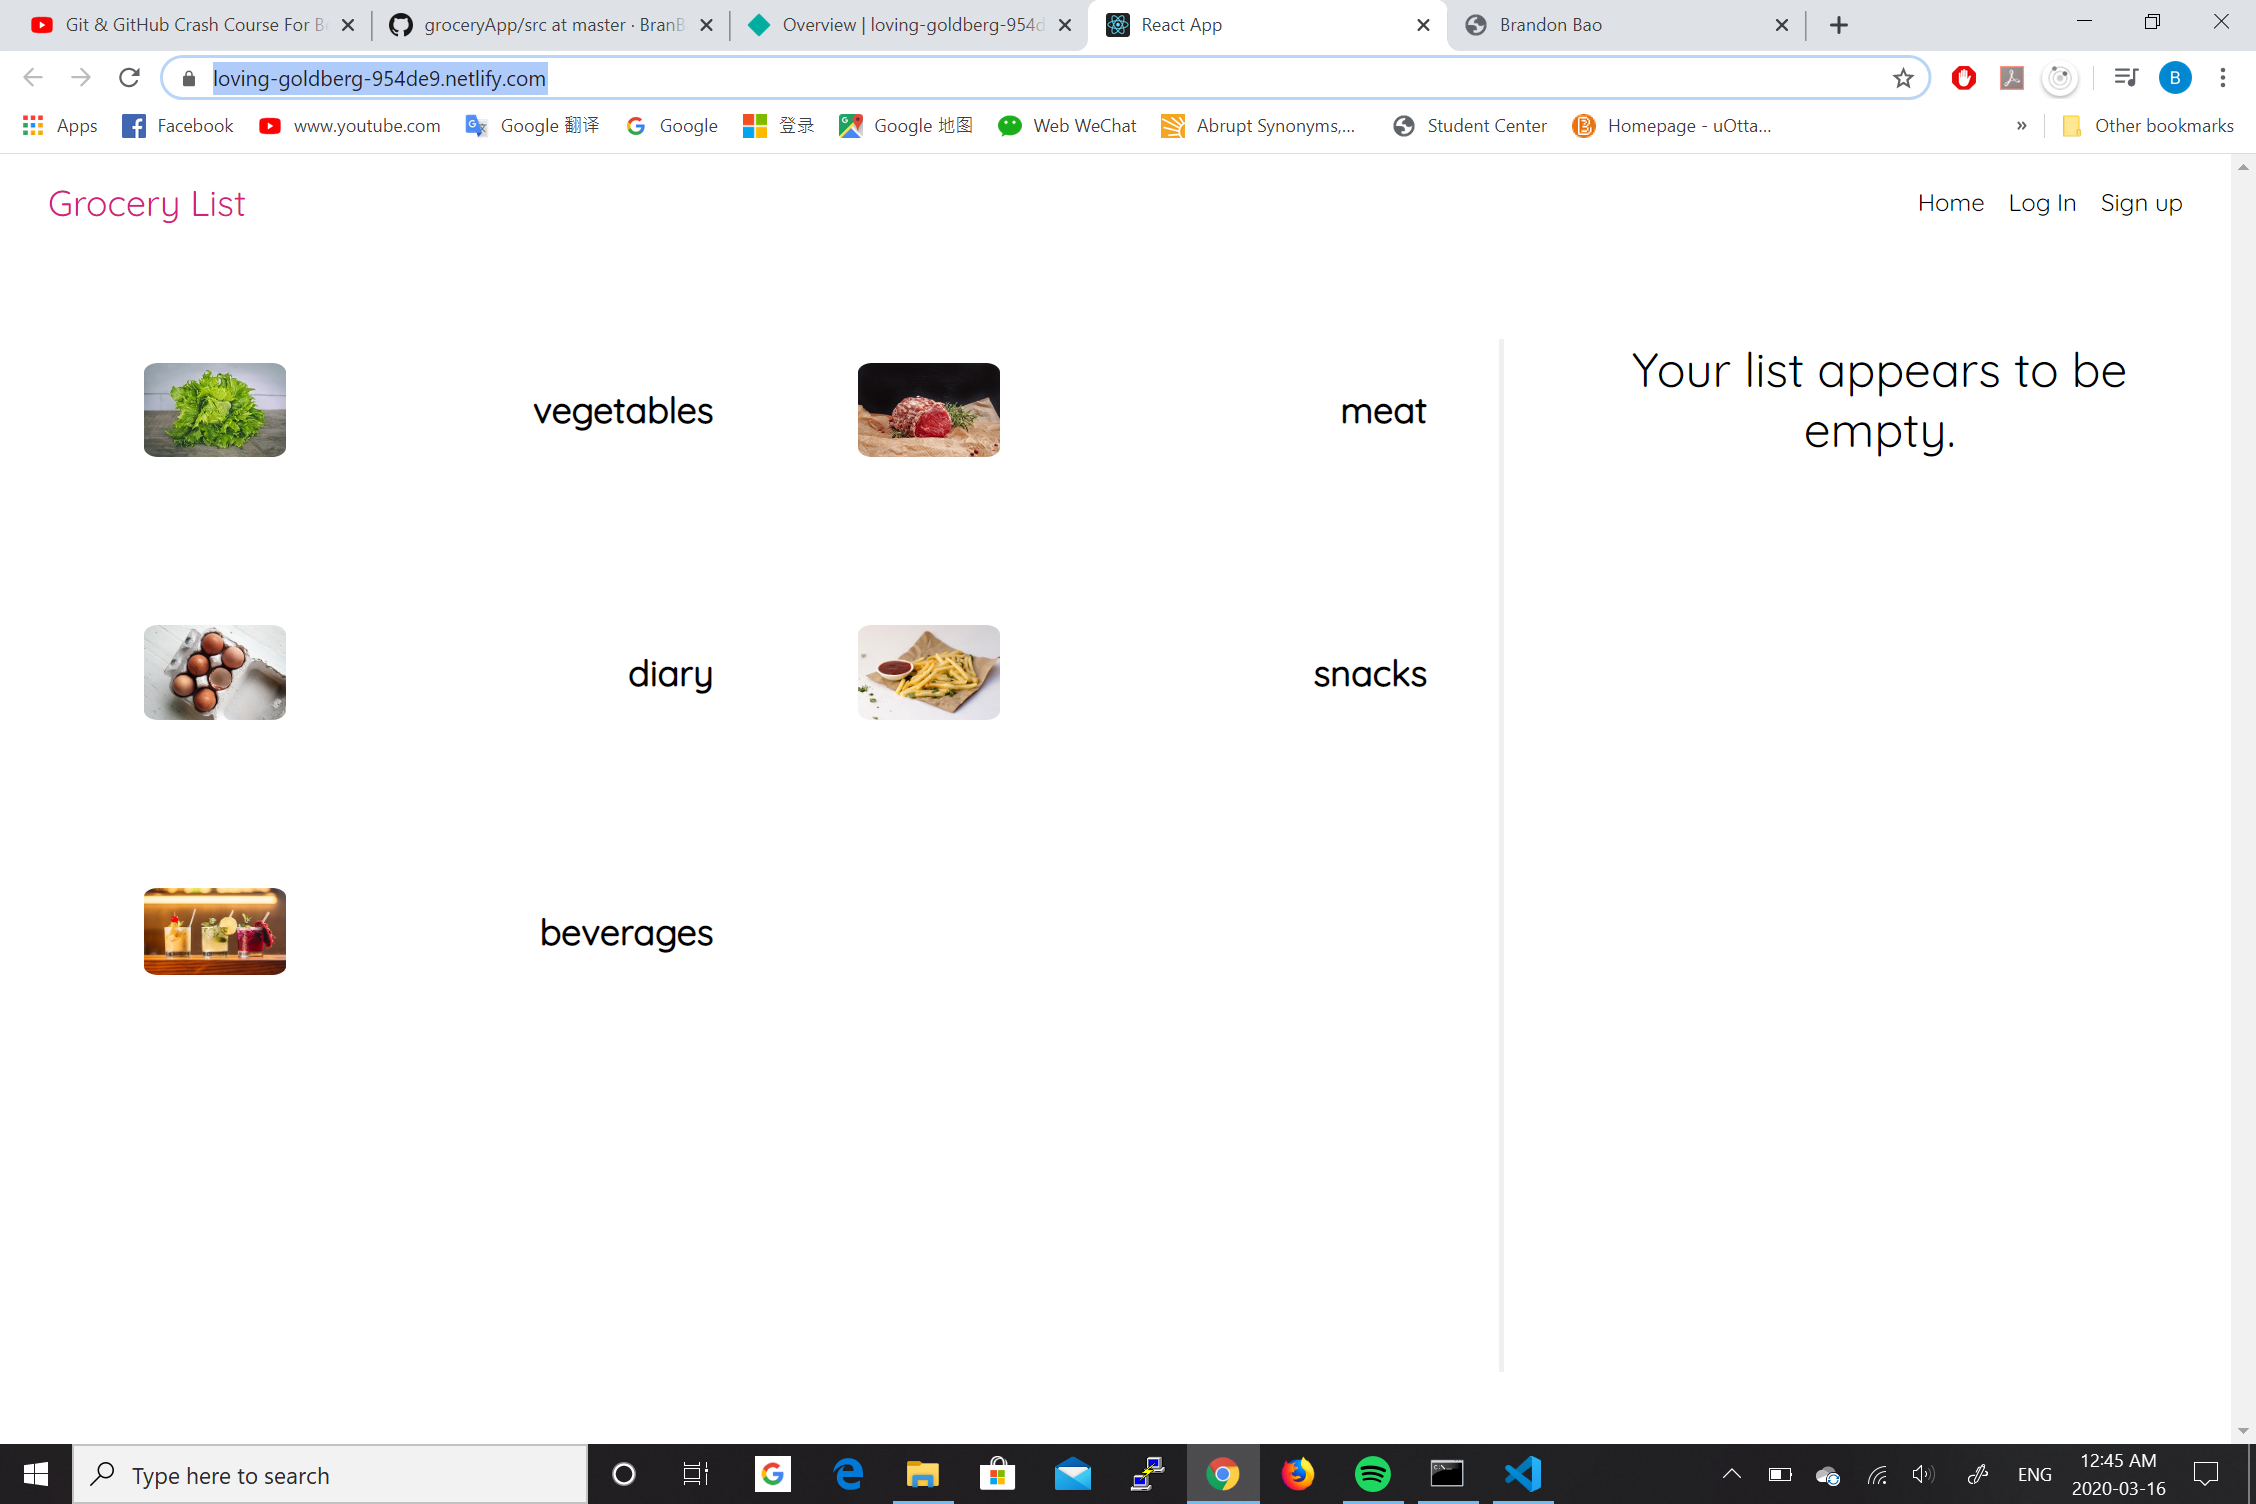 Git & GitHub Crash Course For Be
groceryApp/src at master · BranB
Overview | loving-goldberg-954d
React App
Brandon Bao
loving-goldberg-954de9.netlify.com
B
Apps
Facebook
www.youtube.com
Google 翻译
Google
登录
Google 地图
Web WeChat
Abrupt Synonyms,...
Student Center
Homepage - uOtta...
»
Other bookmarks
Grocery List
Home
Log In
Sign up
vegetables
meat
Your list appears to be
empty.
diary
snacks
beverages
Type here to search
ENG
12:45 AM
2020-03-16